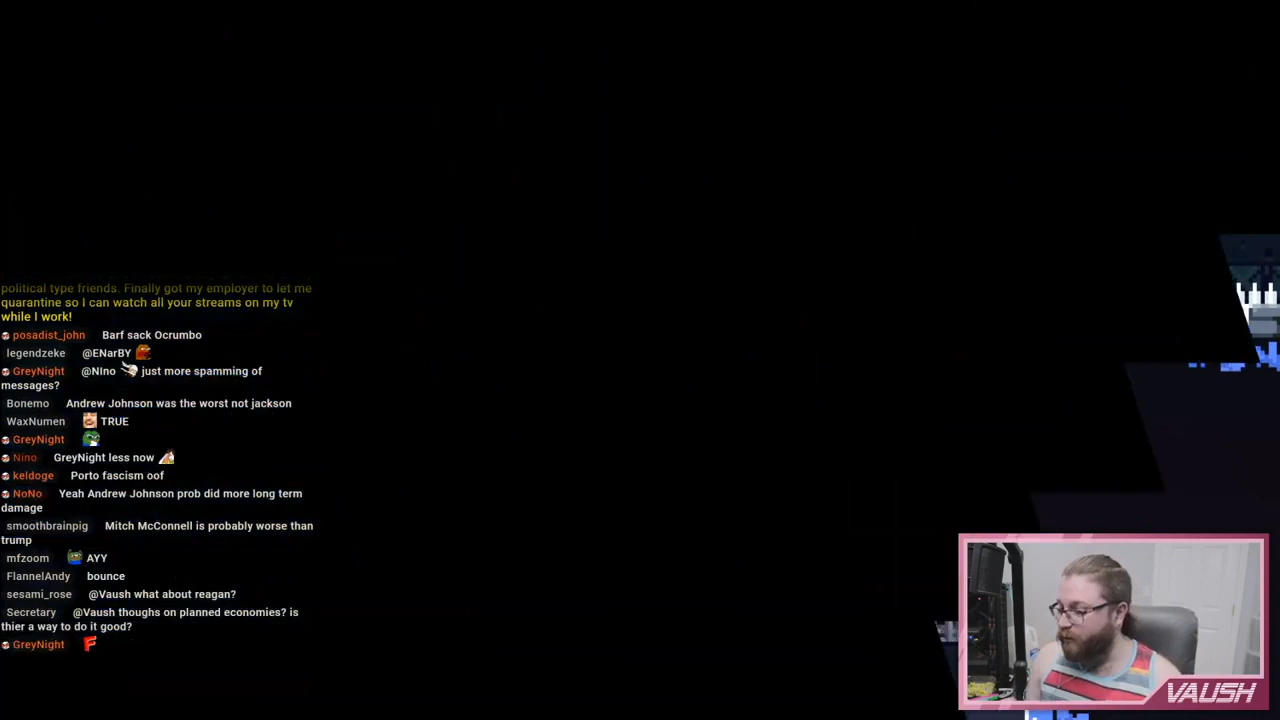 political type friends. Finally got my employer to let me
quarantine so I can watch all your streams on my tv
while I work!
posadist_john Barf sack Ocrumbo
legendzeke @ENarBY
GreyNight @NIno just more spamming of
messages?
Bonemo Andrew Johnson was the worst not jackson
WaxNumen TRUE
GreyNight
Nino GreyNight less now
keldoge Porto fascism oof
NoNo Yeah Andrew Johnson prob did more long term
damage
smoothbrainpig Mitch McConnell is probably worse than
trump
mfzoom AYY
FlannelAndy bounce
sesami_rose @Vaush what about reagan?
Secretary @Vaush thoughs on planned economies? is
thier a way to do it good?
GreyNight F
VAUSH